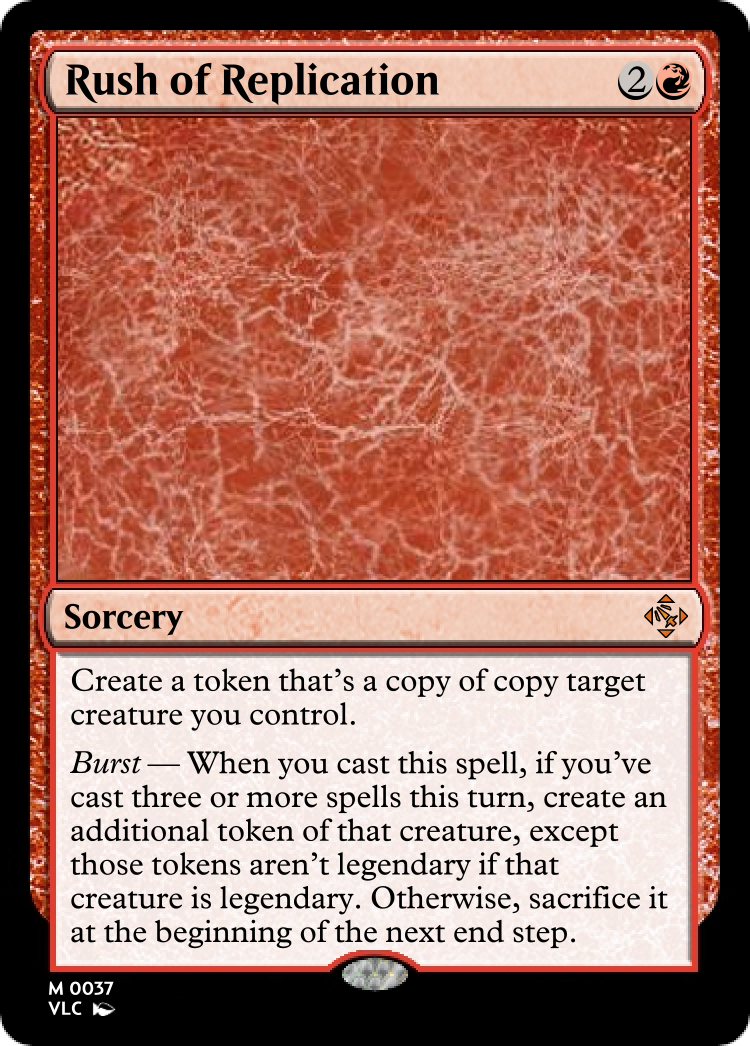 Rush of Replication 2
Sorcery
Create a token that's a copy of copy target
creature you control.
Burst — When you cast this spell, if you've
cast three or more spells this turn, create an
additional token of that creature, except
those tokens aren't legendary if that
creature is legendary. Otherwise, sacrifice it
at the beginning of the next end step.
M 0037
VLC